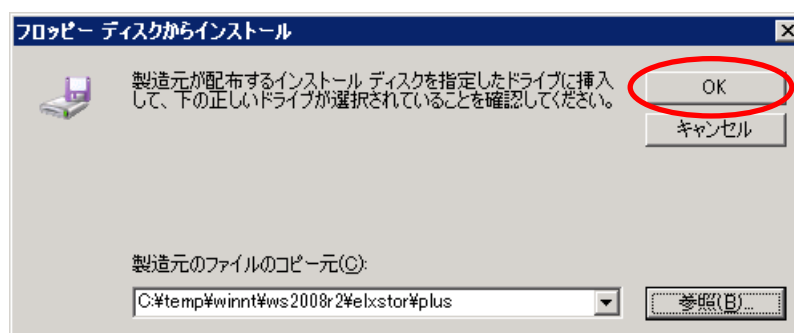 フロッピー ディスクからインストール
製造元が配布するインストール ディスクを指定したドライブに挿入
して、下の正しいドライブが選択されていることを確認してください。
OK
キャンセル
製造元のファイルのコピー元(C):
C:¥temp¥winnt¥ws2008r2¥elxstor¥plus
参照(B)...